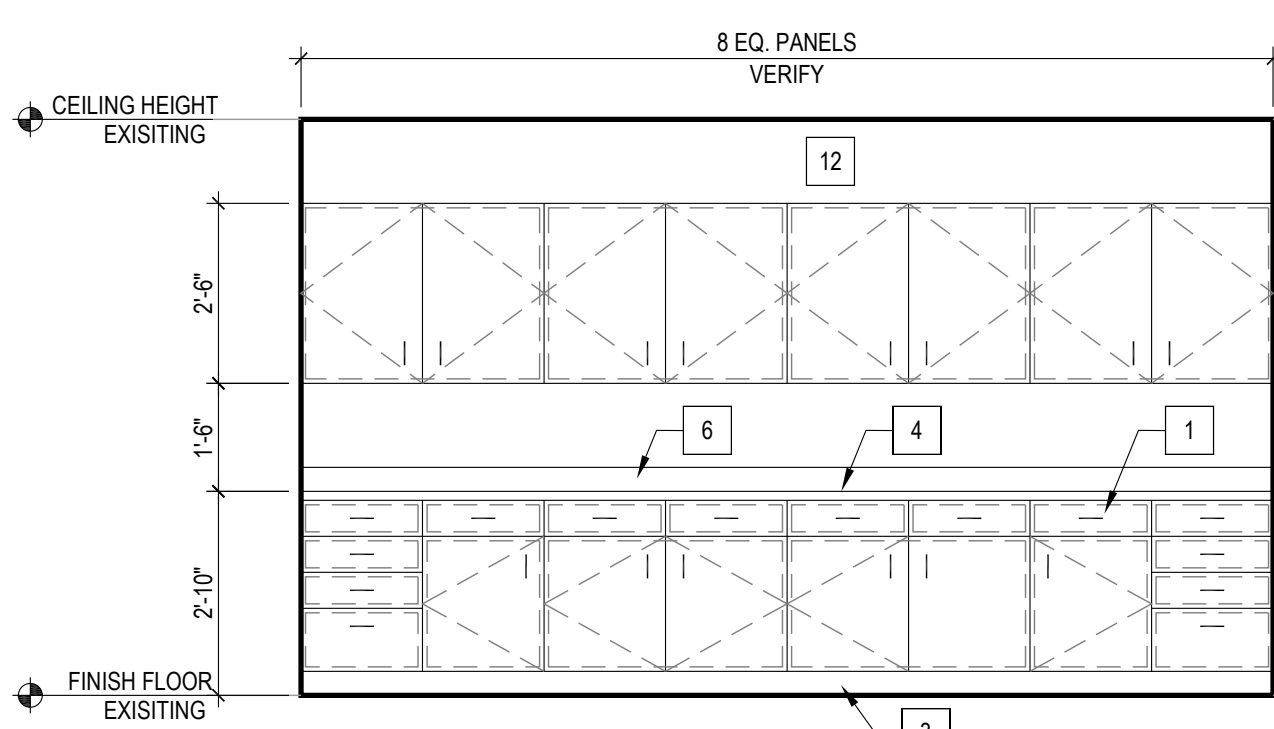 8 EQ. PANELS
VERIFY
CEILING HEIGHT
EXISITING
12
2'-6"
1'-6"
6
4
1
2'-10"
FINISH FLOOR
EXISITING